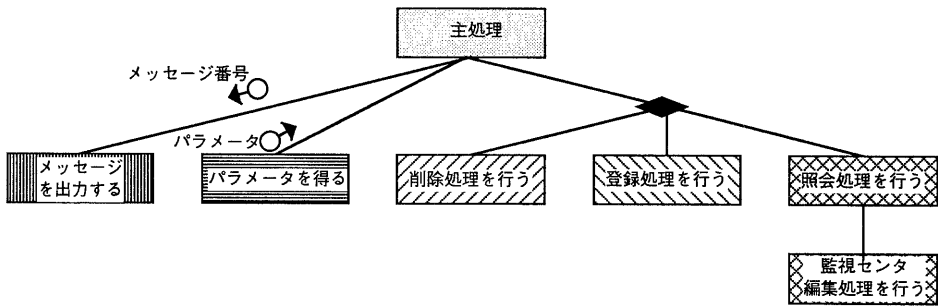 主処理
メッセージ番号
パラメータ
メッセージ
を出力する
パラメータを得る
削除処理を行う
登録処理を行う
照会処理を行う
監視センタ
編集処理を行う